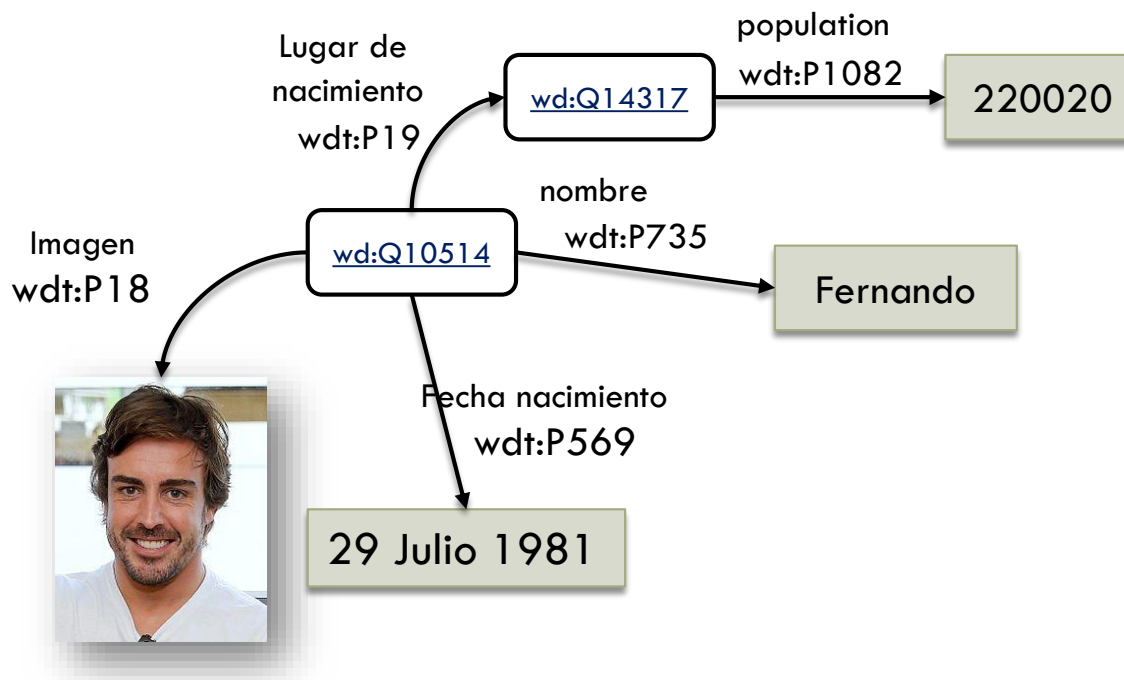 population
wdt:P1082
Lugar de
nacimiento
wdt:P19
wd:Q14317
220020
nombre
wdt:P735
Imagen
wdt:P18
wd:Q10514
Fernando
Fecha nacimiento
wdt:P569
29 Julio 1981